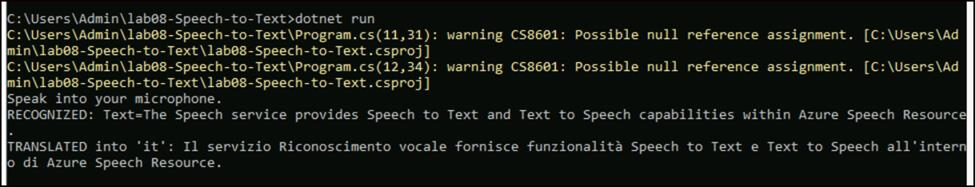 C:\Users\Admin\lab08-Speech-to-Text>dotnet run
C:\Users\Admin\lab08-Speech-to-Text\Program.cs(11,31): warning CS8601: Possible null reference assignment. [C:\Users\Ad
min\lab08-Speech-to-Text\lab08-Speech-to-Text.csproj]
C:\Users\Admin\lab08-Speech-to-Text\Program.cs(12,34): warning CS8601: Possible null reference assignment. [C:\Users\Ad
min\lab08-Speech-to-Text\lab08-Speech-to-Text.csproj]
Speak into your microphone.
RECOGNIZED: Text=The Speech service provides Speech to Text and Text to Speech capabilities within Azure Speech Resource
.
TRANSLATED into 'it': Il servizio Riconoscimento vocale fornisce funzionalità Speech to Text e Text to Speech all'intern
o di Azure Speech Resource.